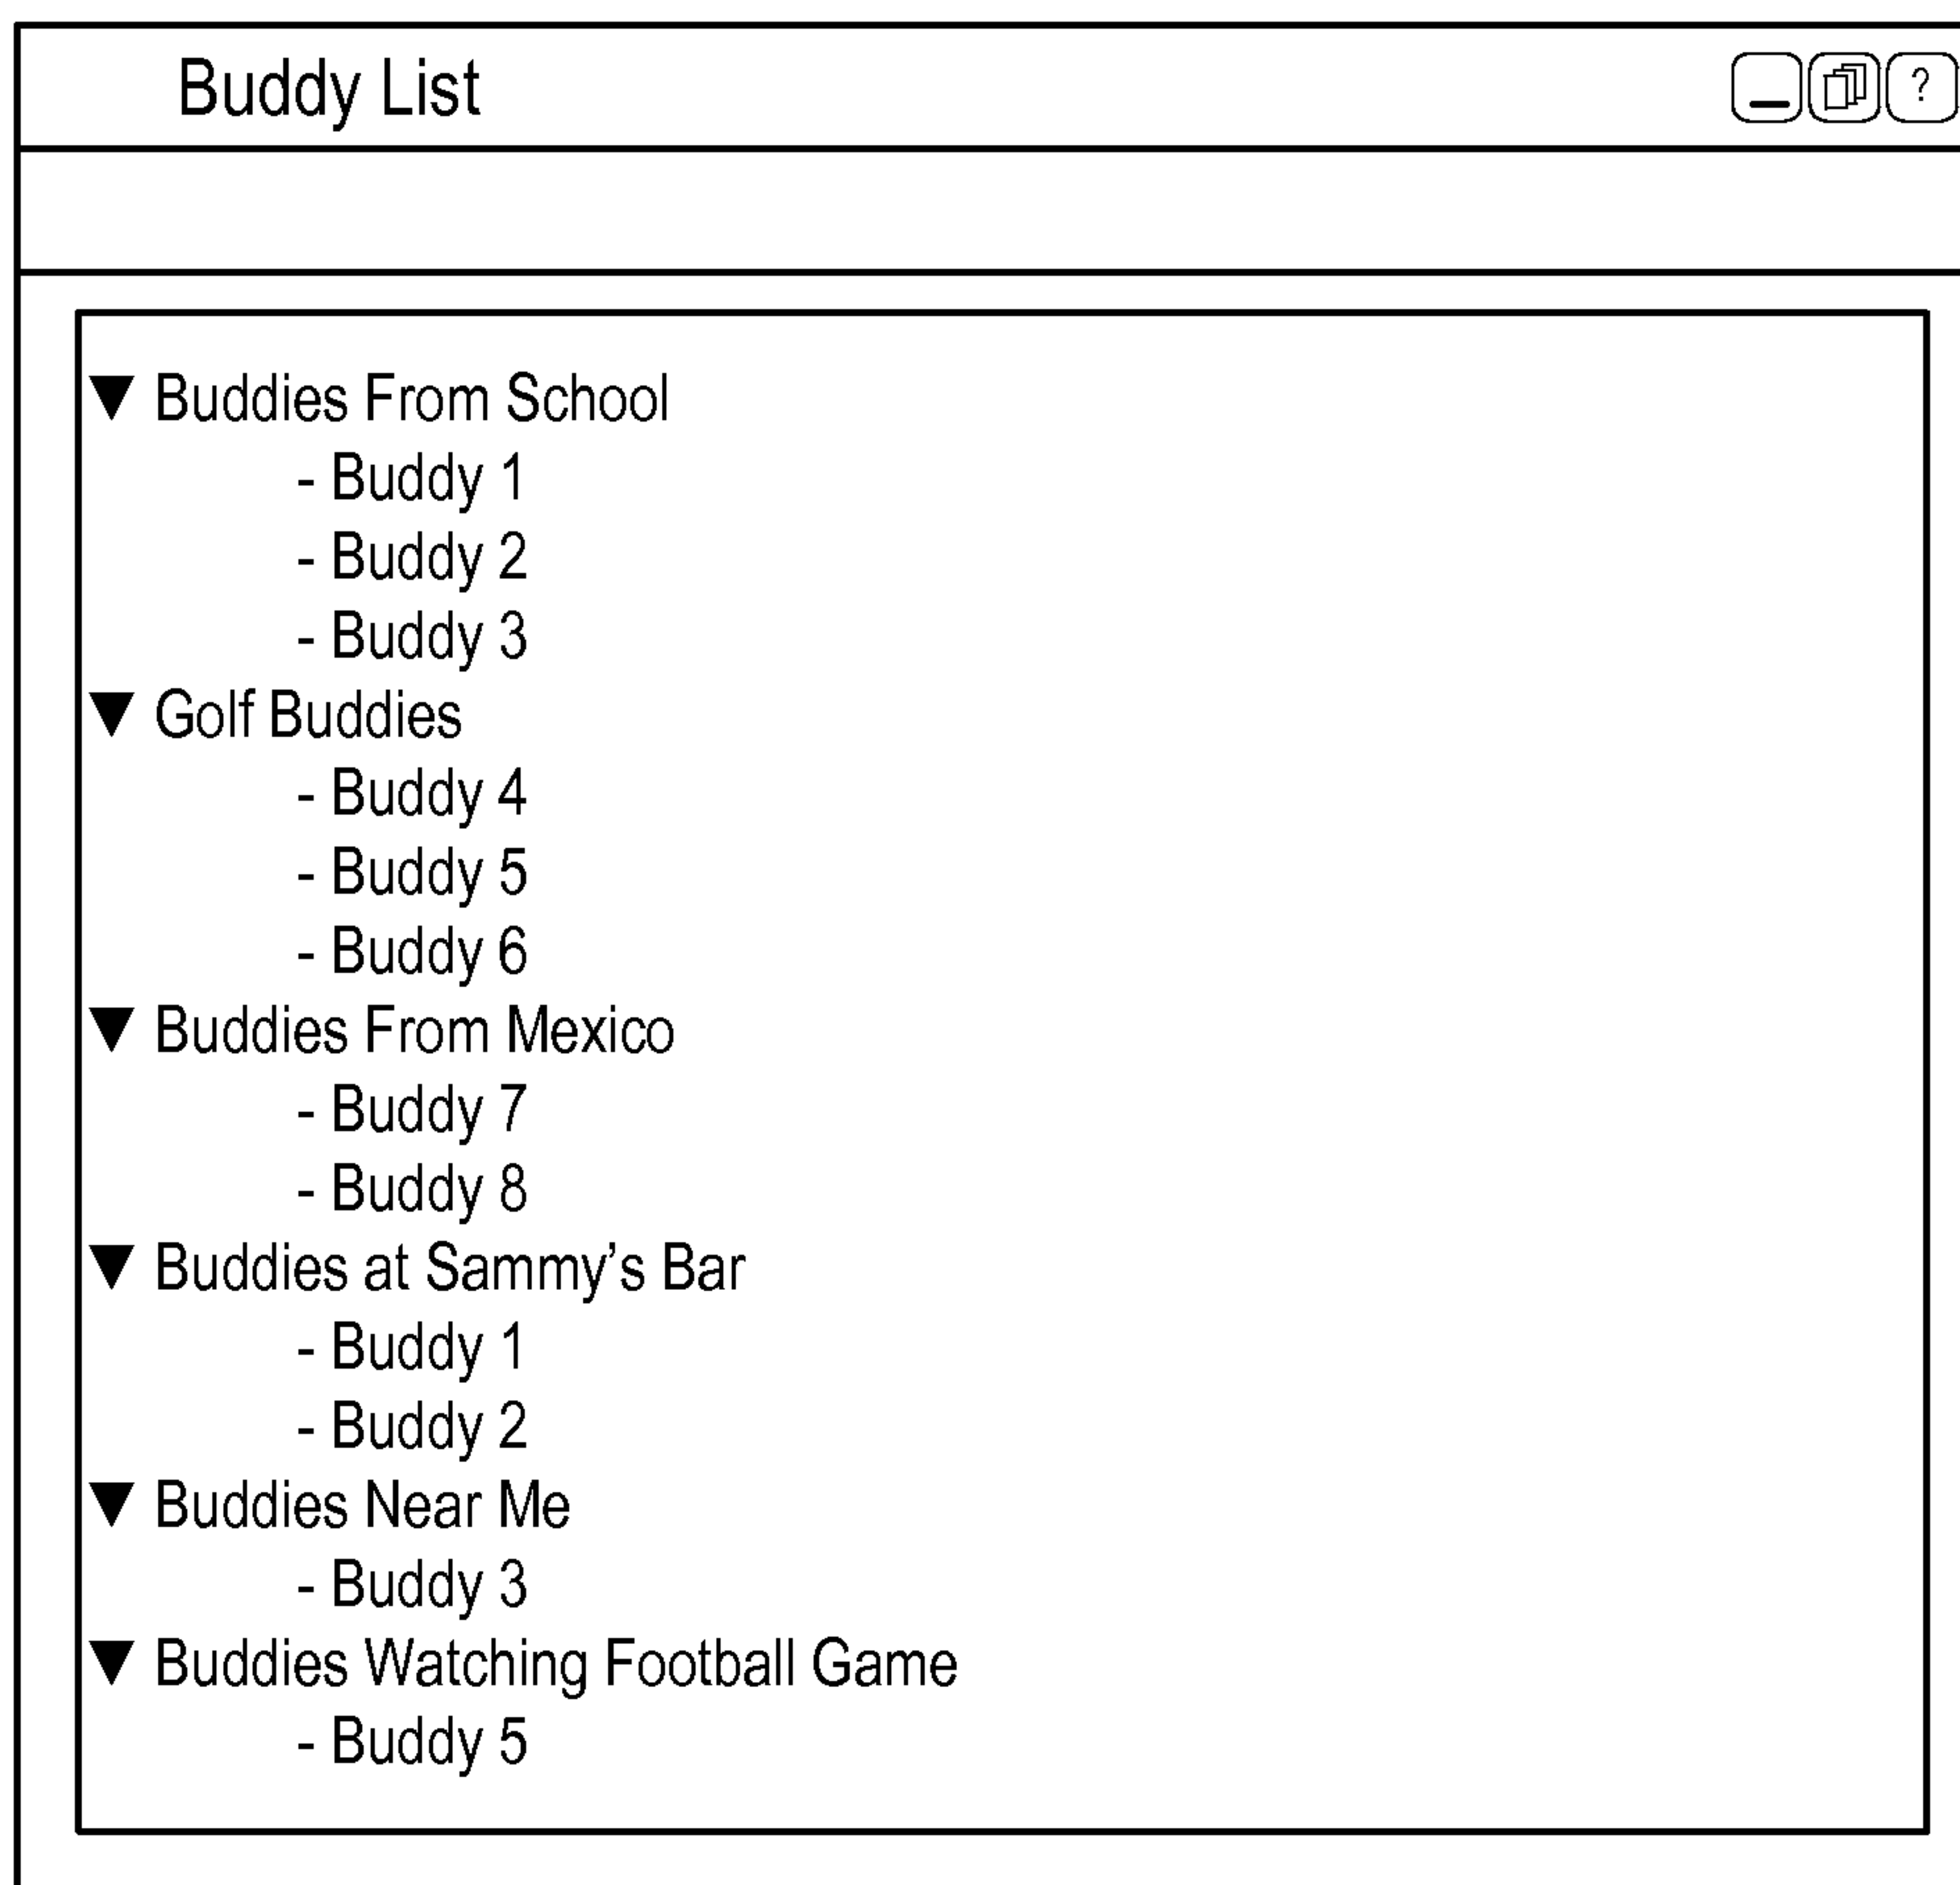 Buddy List
?
▼ Buddies From School
- Buddy 1
- Buddy 2
- Buddy 3
▼ Golf Buddies
- Buddy 4
- Buddy 5
- Buddy 6
▼ Buddies From Mexico
- Buddy 7
- Buddy 8
▼ Buddies at Sammy’s Bar
- Buddy 1
- Buddy 2
▼ Buddies Near Me
- Buddy 3
▼ Buddies Watching Football Game
- Buddy 5